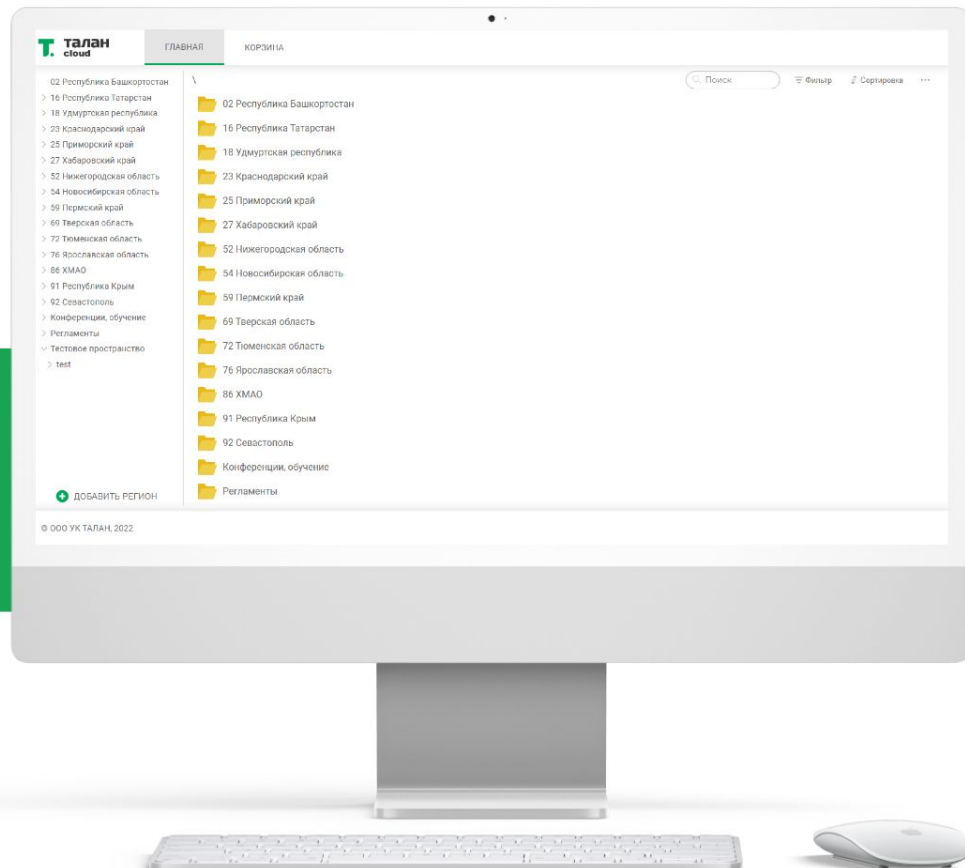 Т. талан
cloud
ГЛАВНАЯ
КОРЗИНА
02 Республика Башкортостан
16 Республика Татарстан
18 Удмуртская республика
23 Краснодарский край
25 Приморский край
27 Хабаровский край
52 Нижегородская область
54 Новосибирская область
59 Пермский край
69 Тверская область
72 Тюменская область
76 Ярославская область
86 ХМАО
91 Республика Крым
92 Севастополь
Конференции, обучение
Регламенты
Тестовое пространство
test
ДОБАВИТЬ РЕГИОН
\
Поиск
Фильтр
Сортировка
...
02 Республика Башкортостан
16 Республика Татарстан
18 Удмуртская республика
23 Краснодарский край
25 Приморский край
27 Хабаровский край
52 Нижегородская область
54 Новосибирская область
59 Пермский край
69 Тверская область
72 Тюменская область
76 Ярославская область
86 ХМАО
91 Республика Крым
92 Севастополь
Конференции, обучение
Регламенты
© ООО УК ТАЛАН, 2022